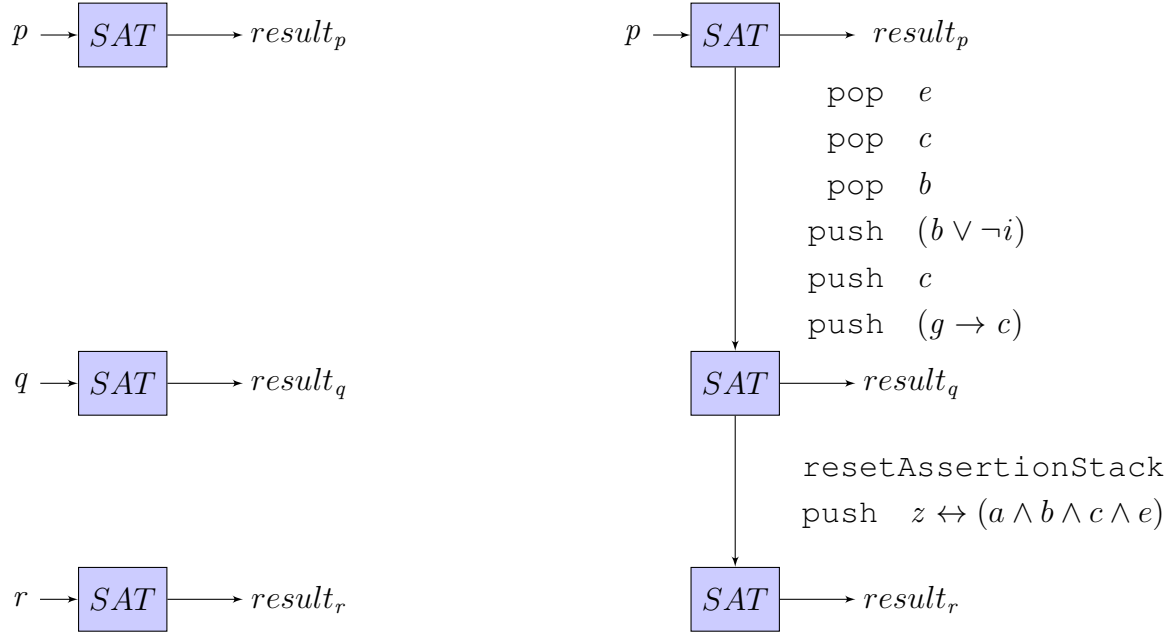 p SAT result_p p SAT result_p
pop e
pop c
pop b
push (b ∨ ¬i)
push c
push (g → c)
q SAT result_q SAT result_q
resetAssertionStack
push z ↔ (a ∧ b ∧ c ∧ e)
r SAT result_r SAT result_r